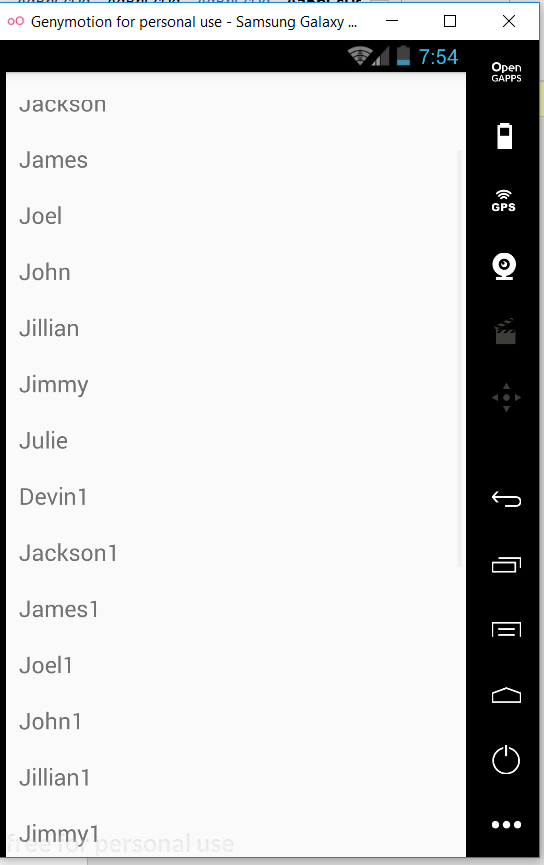 Genymotion for personal use - Samsung Galaxy ...
7:54
Open
GAPPS
Jackson
James
GPS
Joel
John
Jillian
Jimmy
Julie
Devin1
Jackson1
James1
Joel1
John1
Jillian1
Jimmy1
free for personal use